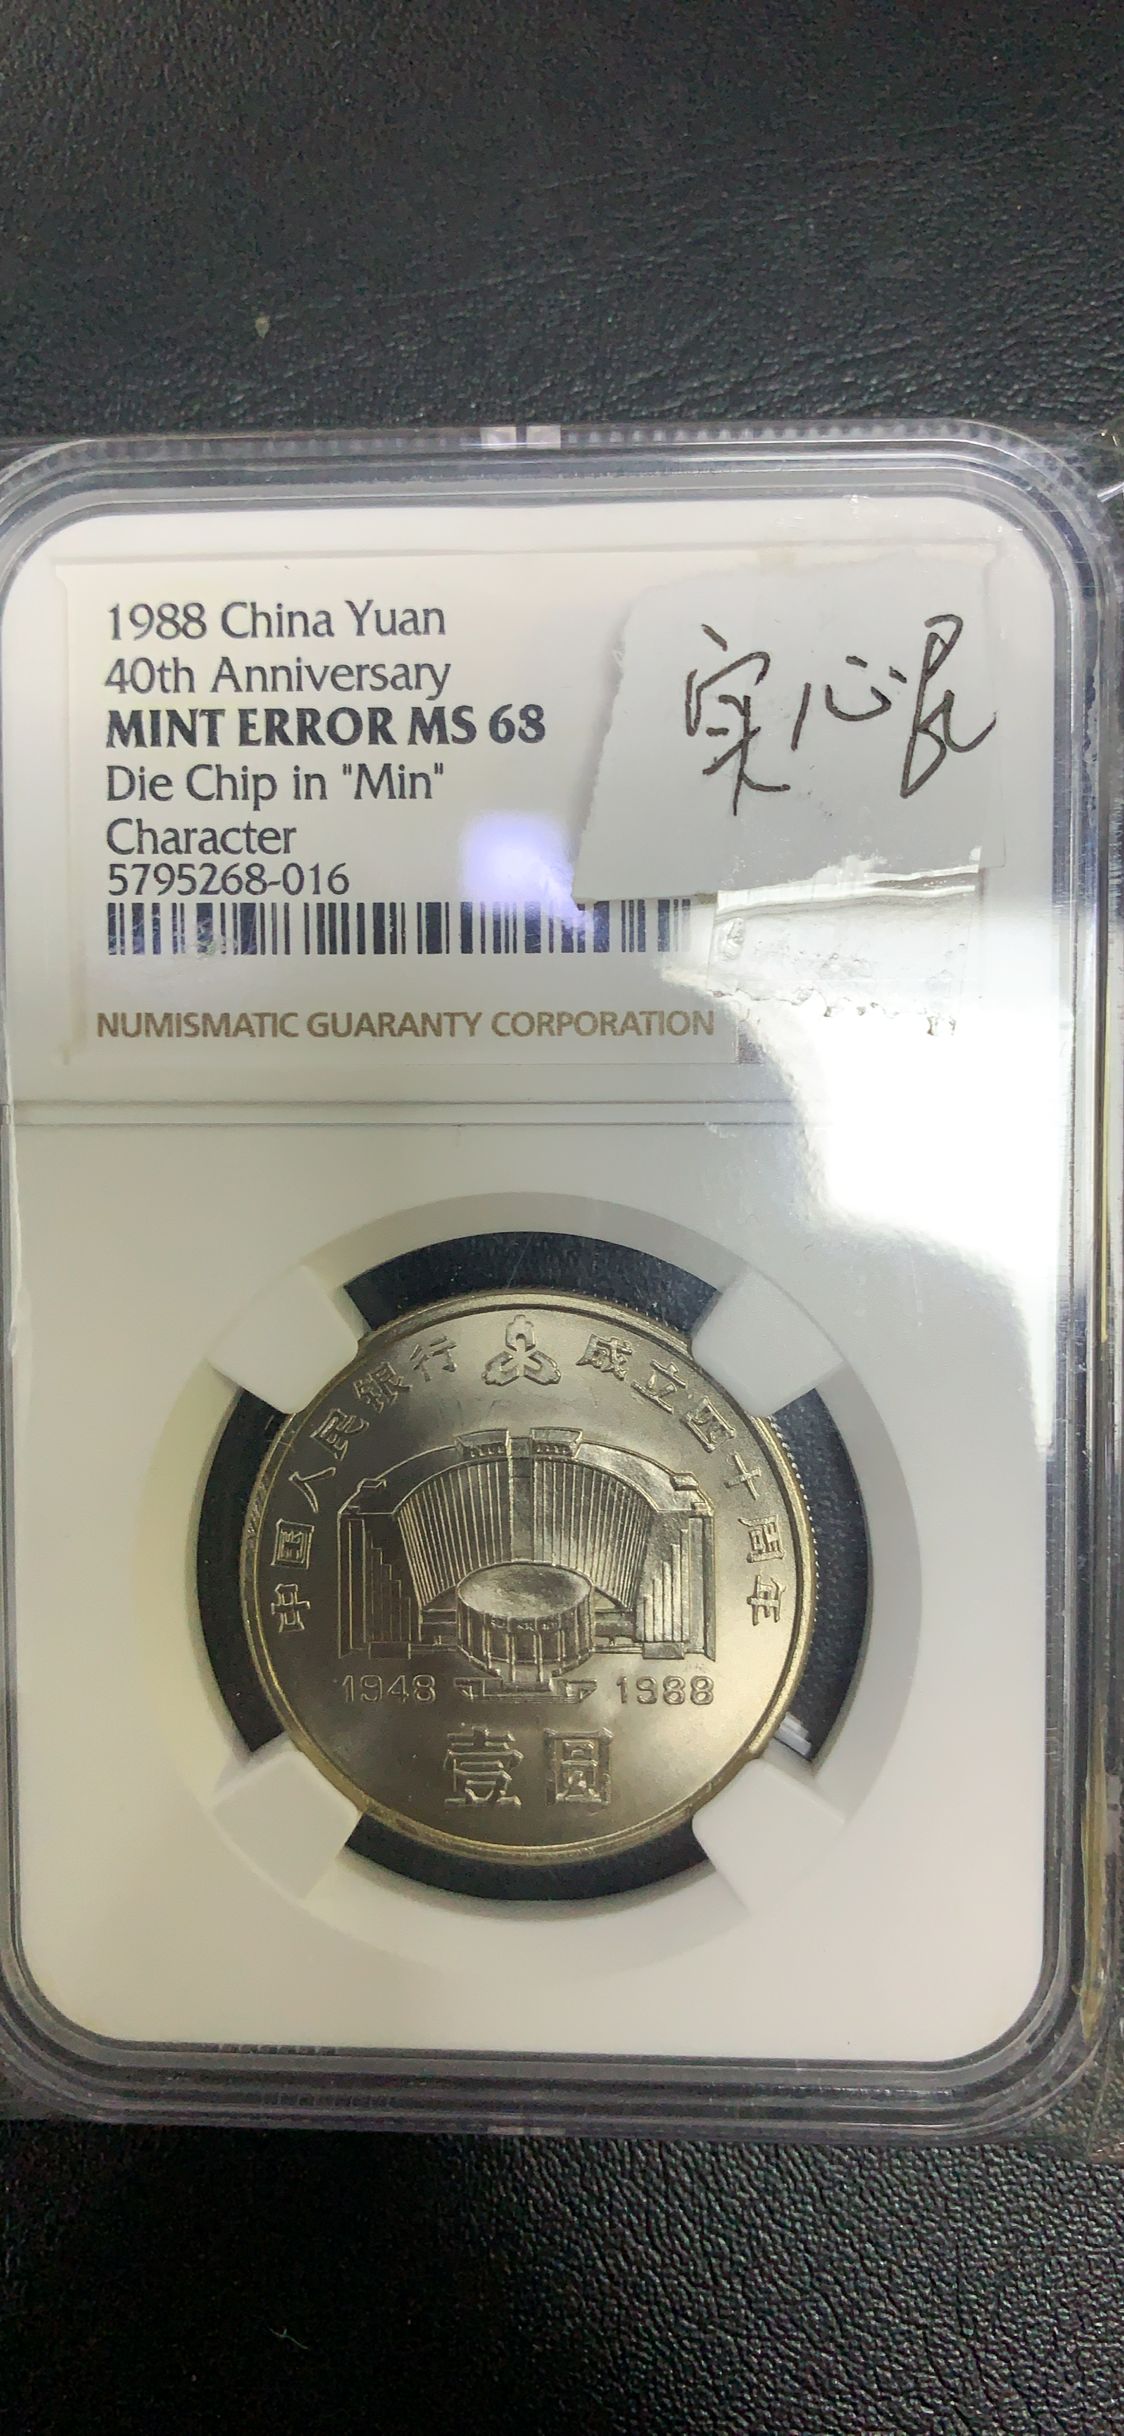 1988 China Yuan
40th Anniversary
MINT ERROR MS 68
Die Chip in "Min"
Character
5795268-016
NUMISMATIC GUARANTY CORPORATION
实心民
中国人民银行 成立四十周年
1948 1988
壹圆